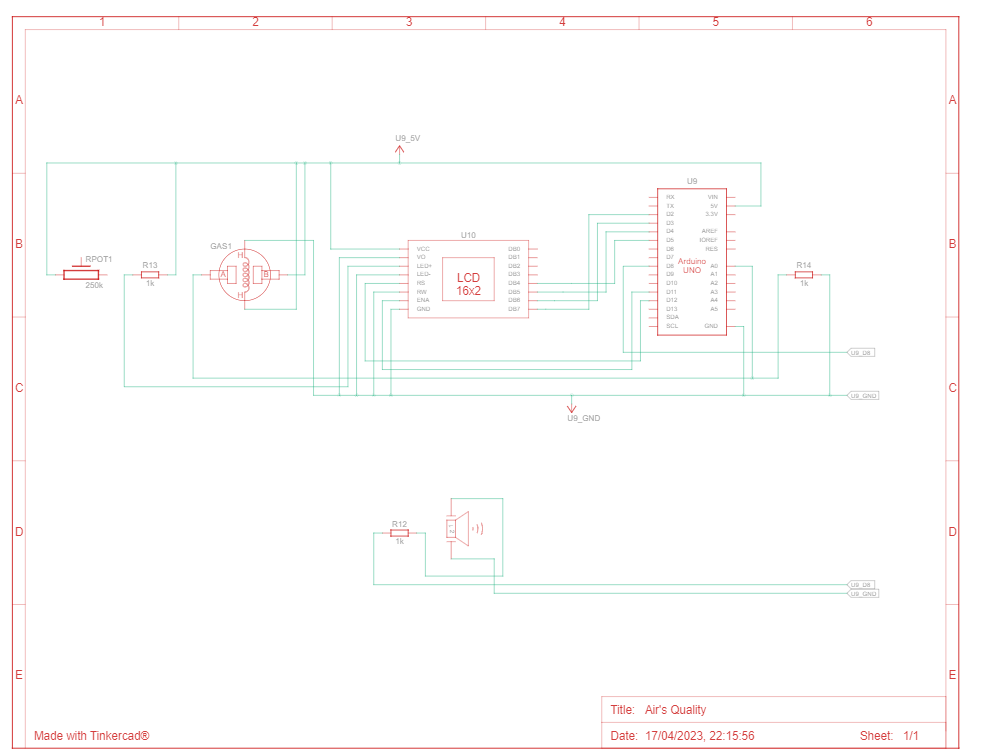 1 2 3 4 5 6
A A
U9_5V
U9
B B
RX VIN
TX 5V
D2 3.3V
D3
D4 AREF
D5 IOREF
D6 RES
D7
D8 A0
D9 A1
D10 A2
D11 A3
D12 A4
D13 A5
SDA
SCL GND
Arduino
UNO
U10
VCC DB0
VO DB1
LED+ DB2
LED- DB3
RS DB4
RW DB5
ENA DB6
GND DB7
LCD
16x2
GAS1
H
A B
H
RPOT1
250k
R13
1k
R14
1k
U9_D8
C C
U9_GND
U9_GND
R12
1k
D D
U9_D8
U9_GND
E E
Title: Air's Quality
Made with Tinkercad®
Date: 17/04/2023, 22:15:56 Sheet: 1/1